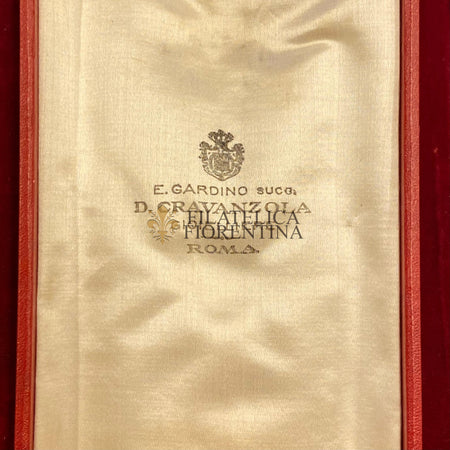 E. GARDINO SUCC.
D. CRAVANZOLA
FILATELICA
FIORENTINA
ROMA.